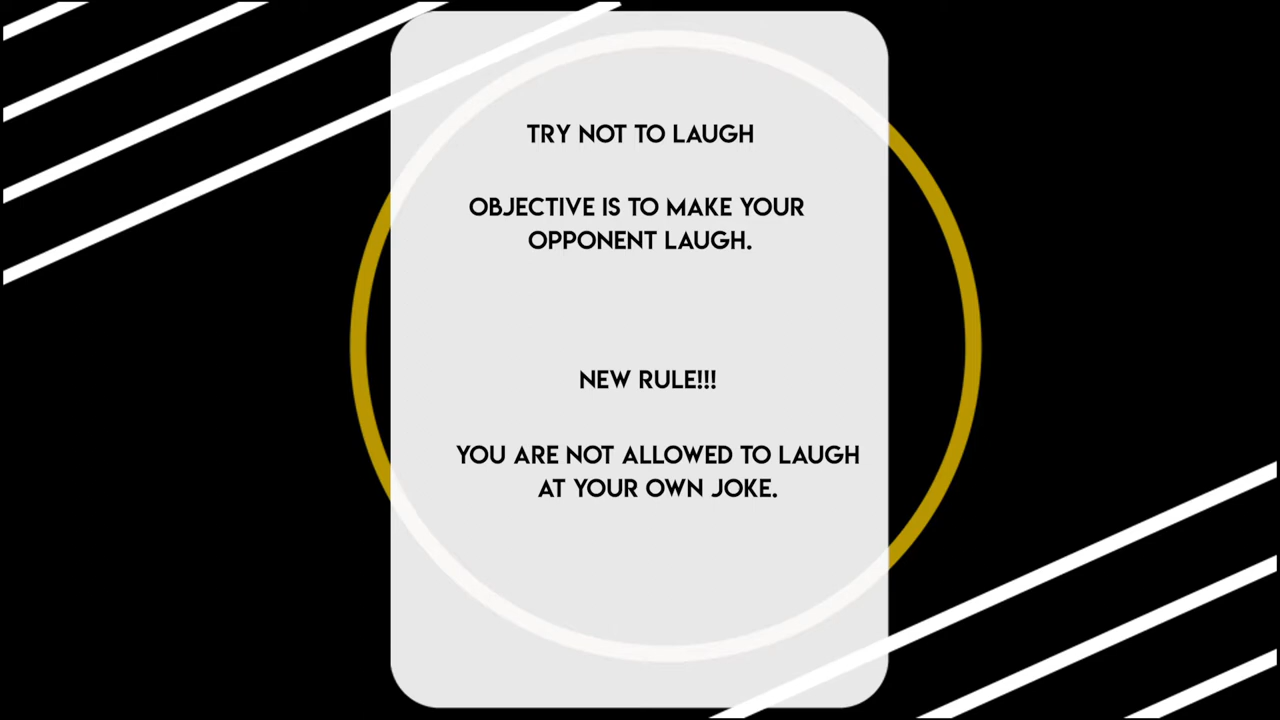 TRY NOT TO LAUGH
OBJECTIVE IS TO MAKE YOUR
OPPONENT LAUGH.
NEW RULE!!!
YOU ARE NOT ALLOWED TO LAUGH
AT YOUR OWN JOKE.